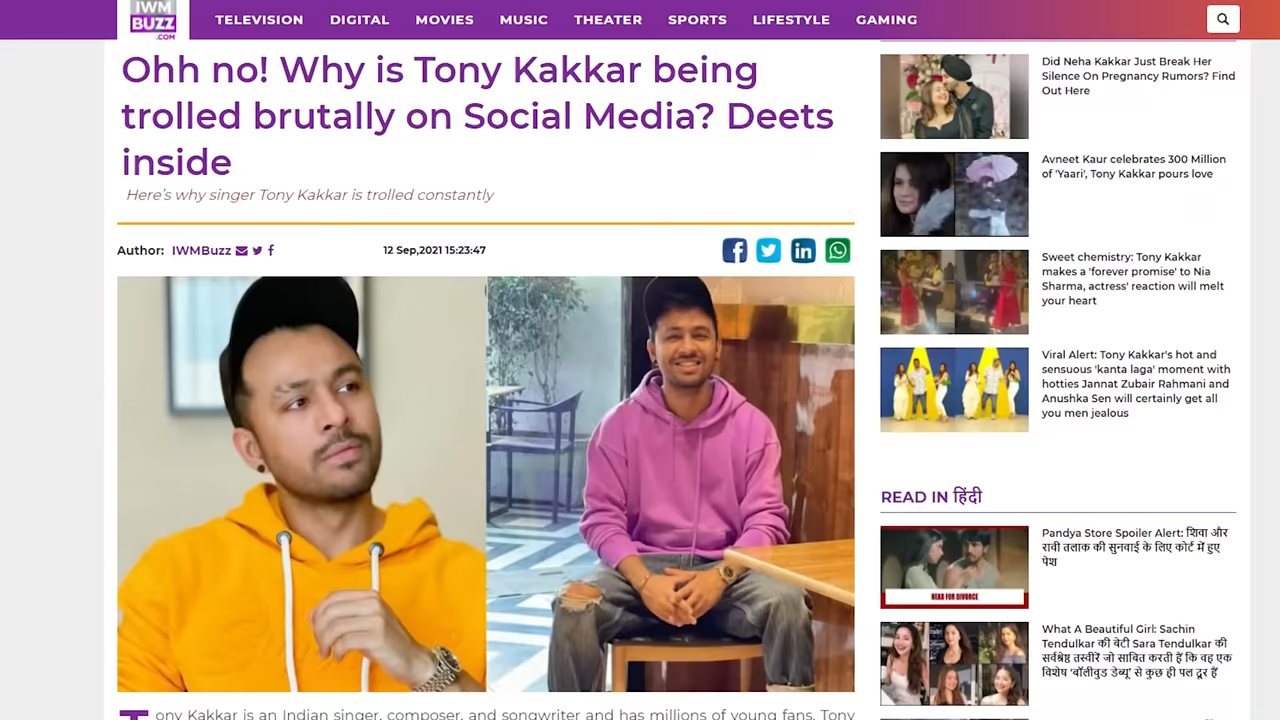 IWM
BUZZ
.COM
TELEVISION DIGITAL MOVIES MUSIC THEATER SPORTS LIFESTYLE GAMING
Ohh no! Why is Tony Kakkar being
trolled brutally on Social Media? Deets
inside
Here's why singer Tony Kakkar is trolled constantly
Author: IWMBuzz
12 Sep,2021 15:23:47
Tony Kakkar is an Indian singer, composer, and songwriter and has millions of young fans. Tony
Did Neha Kakkar Just Break Her
Silence On Pregnancy Rumors? Find
Out Here
Avneet Kaur celebrates 300 Million
of 'Yaari', Tony Kakkar pours love
Sweet chemistry: Tony Kakkar
makes a 'forever promise' to Nia
Sharma, actress' reaction will melt
your heart
Viral Alert: Tony Kakkar's hot and
sensuous 'kanta laga' moment with
hotties Jannat Zubair Rahmani and
Anushka Sen will certainly get all
you men jealous
READ IN हिंदी
HEAD FOR DIVORCE
Pandya Store Spoiler Alert: शिवा और
रावी तलाक की सुनवाई के लिए कोर्ट में हुए
पेश
What A Beautiful Girl: Sachin
Tendulkar की बेटी Sara Tendulkar की
सर्वश्रेष्ठ तस्वीरें जो साबित करती हैं कि वह एक
विशेष 'बॉलीवुड डेब्यू' से कुछ ही पल दूर हैं